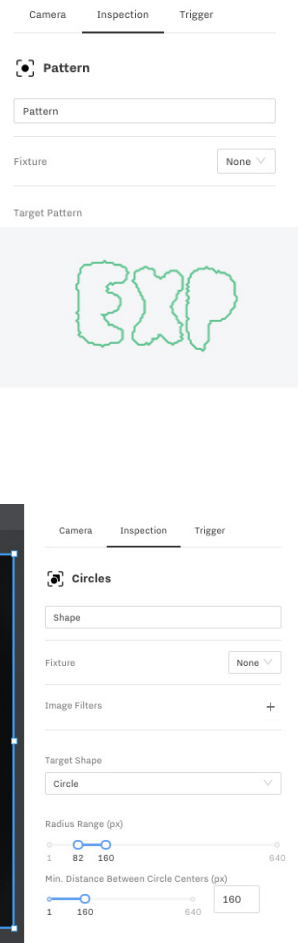 Camera Inspection Trigger
Pattern
Pattern
Fixture None
Target Pattern
EXP
Camera Inspection Trigger
Circles
Shape
Fixture None
Image Filters +
Target Shape
Circle
Radius Range (px)
1 82 160 640
Min. Distance Between Circle Centers (px)
160
1 160 640